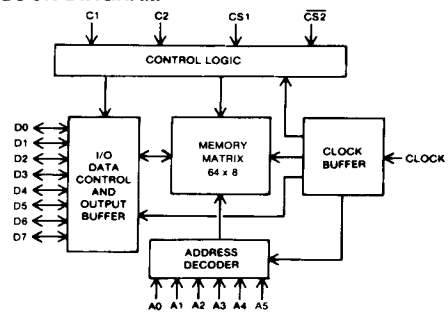 C1 C2 CS1 C̅S̅2̅
CONTROL LOGIC
D0
D1
D2
D3
D4
D5
D6
D7
I/O
DATA
CONTROL
AND
OUTPUT
BUFFER
MEMORY
MATRIX
64 x 8
CLOCK
BUFFER
CLOCK
ADDRESS
DECODER
A0 A1 A2 A3 A4 A5